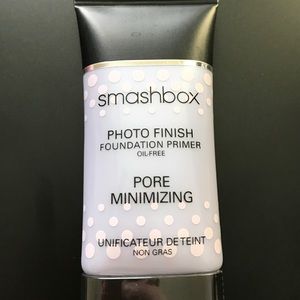 smashbox
PHOTO FINISH
FOUNDATION PRIMER
OIL-FREE
PORE
MINIMIZING
UNIFICATEUR DE TEINT
NON GRAS